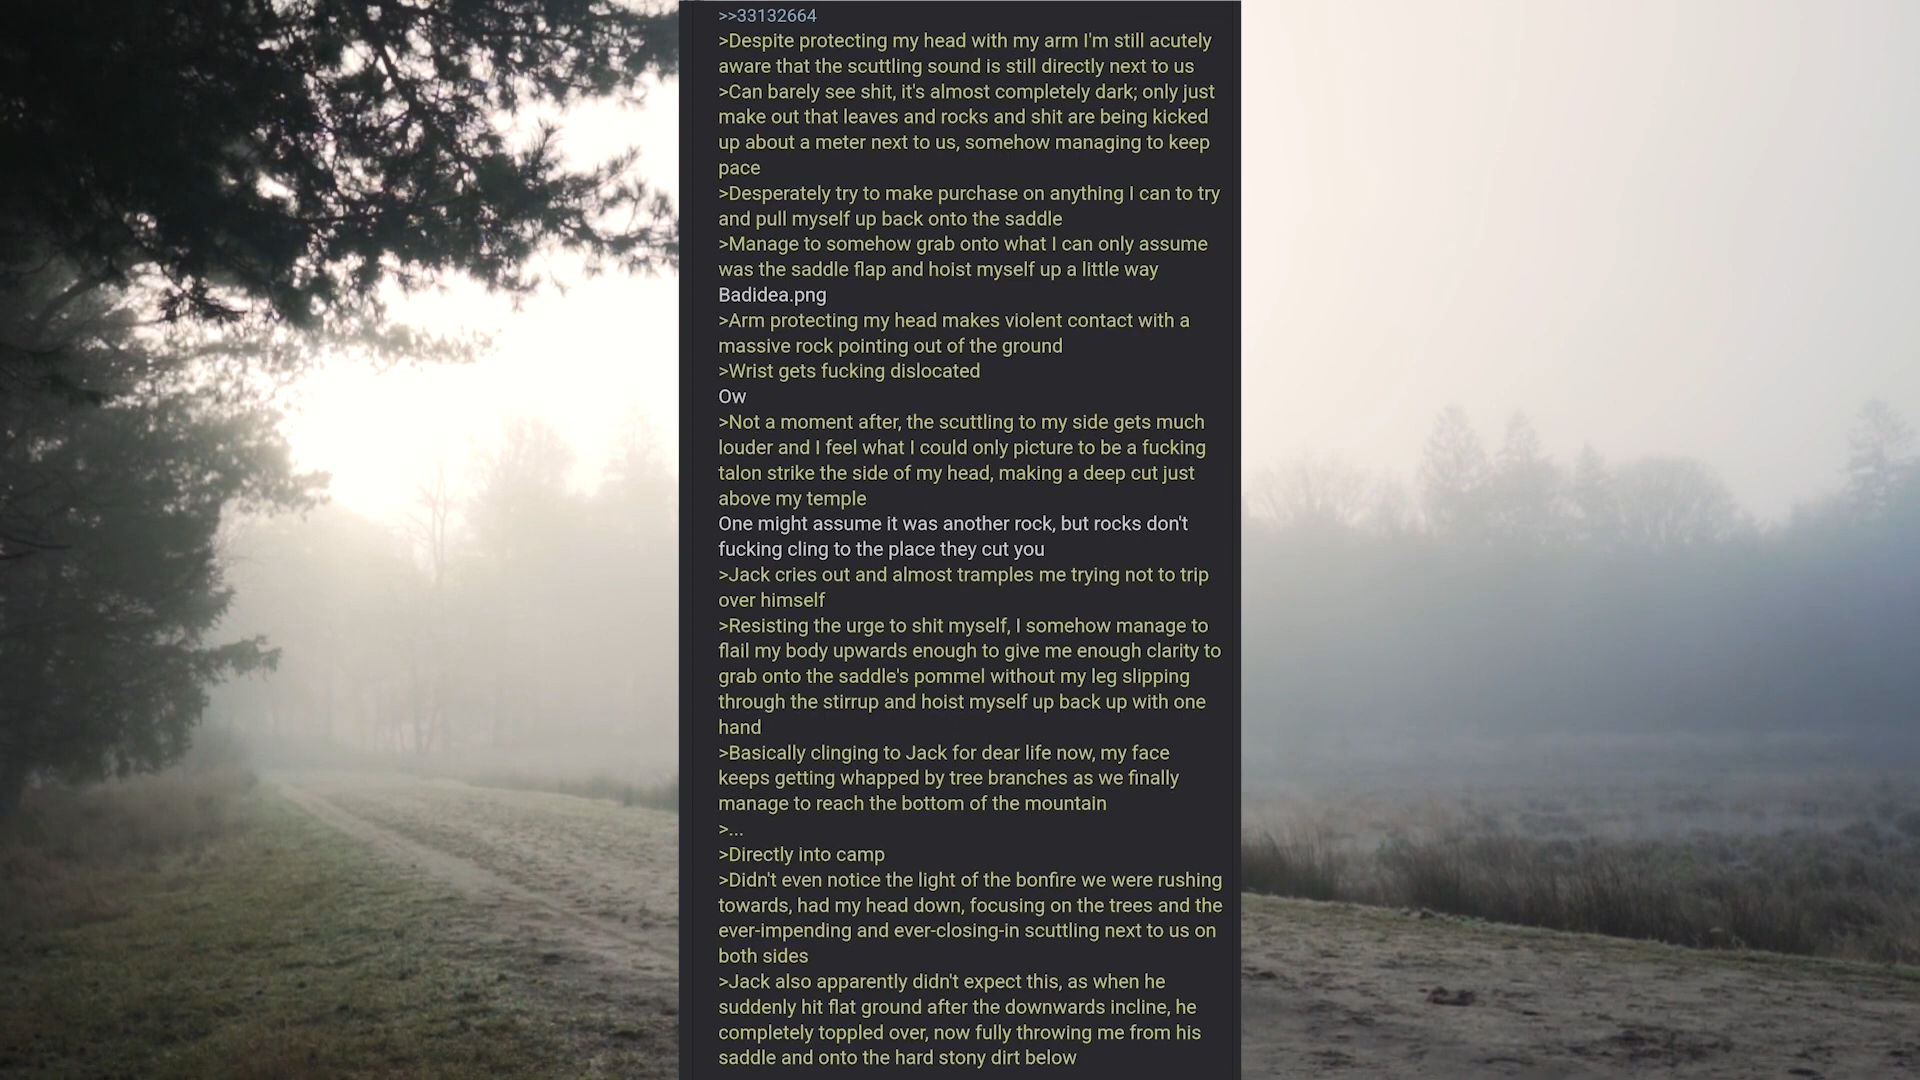 >>33132664
>Despite protecting my head with my arm I'm still acutely
aware that the scuttling sound is still directly next to us
>Can barely see shit, it's almost completely dark; only just
make out that leaves and rocks and shit are being kicked
up about a meter next to us, somehow managing to keep
pace
>Desperately try to make purchase on anything I can to try
and pull myself up back onto the saddle
>Manage to somehow grab onto what I can only assume
was the saddle flap and hoist myself up a little way
Badidea.png
>Arm protecting my head makes violent contact with a
massive rock pointing out of the ground
>Wrist gets fucking dislocated
Ow
>Not a moment after, the scuttling to my side gets much
louder and I feel what I could only picture to be a fucking
talon strike the side of my head, making a deep cut just
above my temple
One might assume it was another rock, but rocks don't
fucking cling to the place they cut you
>Jack cries out and almost tramples me trying not to trip
over himself
>Resisting the urge to shit myself, I somehow manage to
flail my body upwards enough to give me enough clarity to
grab onto the saddle's pommel without my leg slipping
through the stirrup and hoist myself up back up with one
hand
>Basically clinging to Jack for dear life now, my face
keeps getting whapped by tree branches as we finally
manage to reach the bottom of the mountain
>...
>Directly into camp
>Didn't even notice the light of the bonfire we were rushing
towards, had my head down, focusing on the trees and the
ever-impending and ever-closing-in scuttling next to us on
both sides
>Jack also apparently didn't expect this, as when he
suddenly hit flat ground after the downwards incline, he
completely toppled over, now fully throwing me from his
saddle and onto the hard stony dirt below